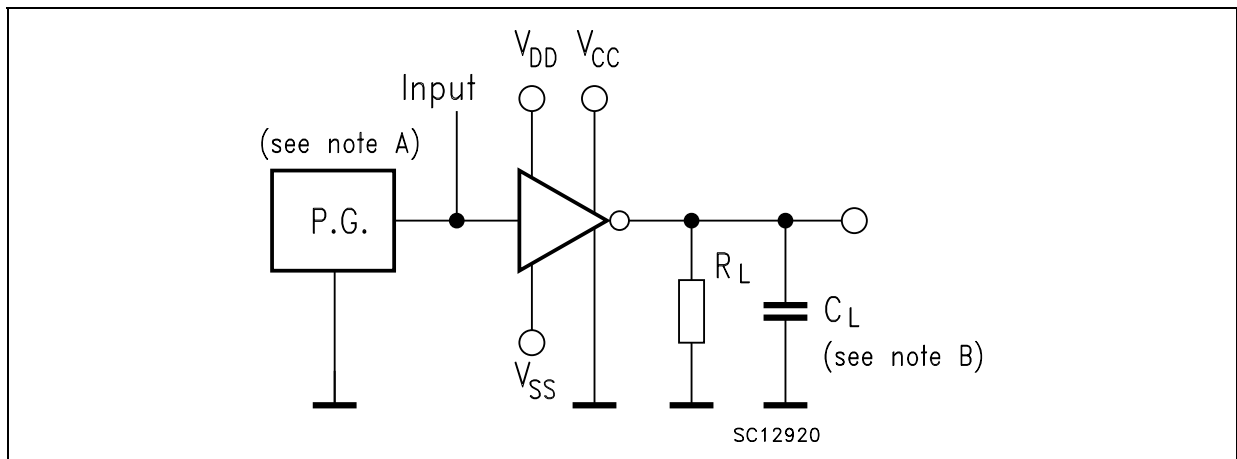 V_DD V_CC
Input
(see note A)
P.G.
R_L
C_L
(see note B)
V_SS
SC12920